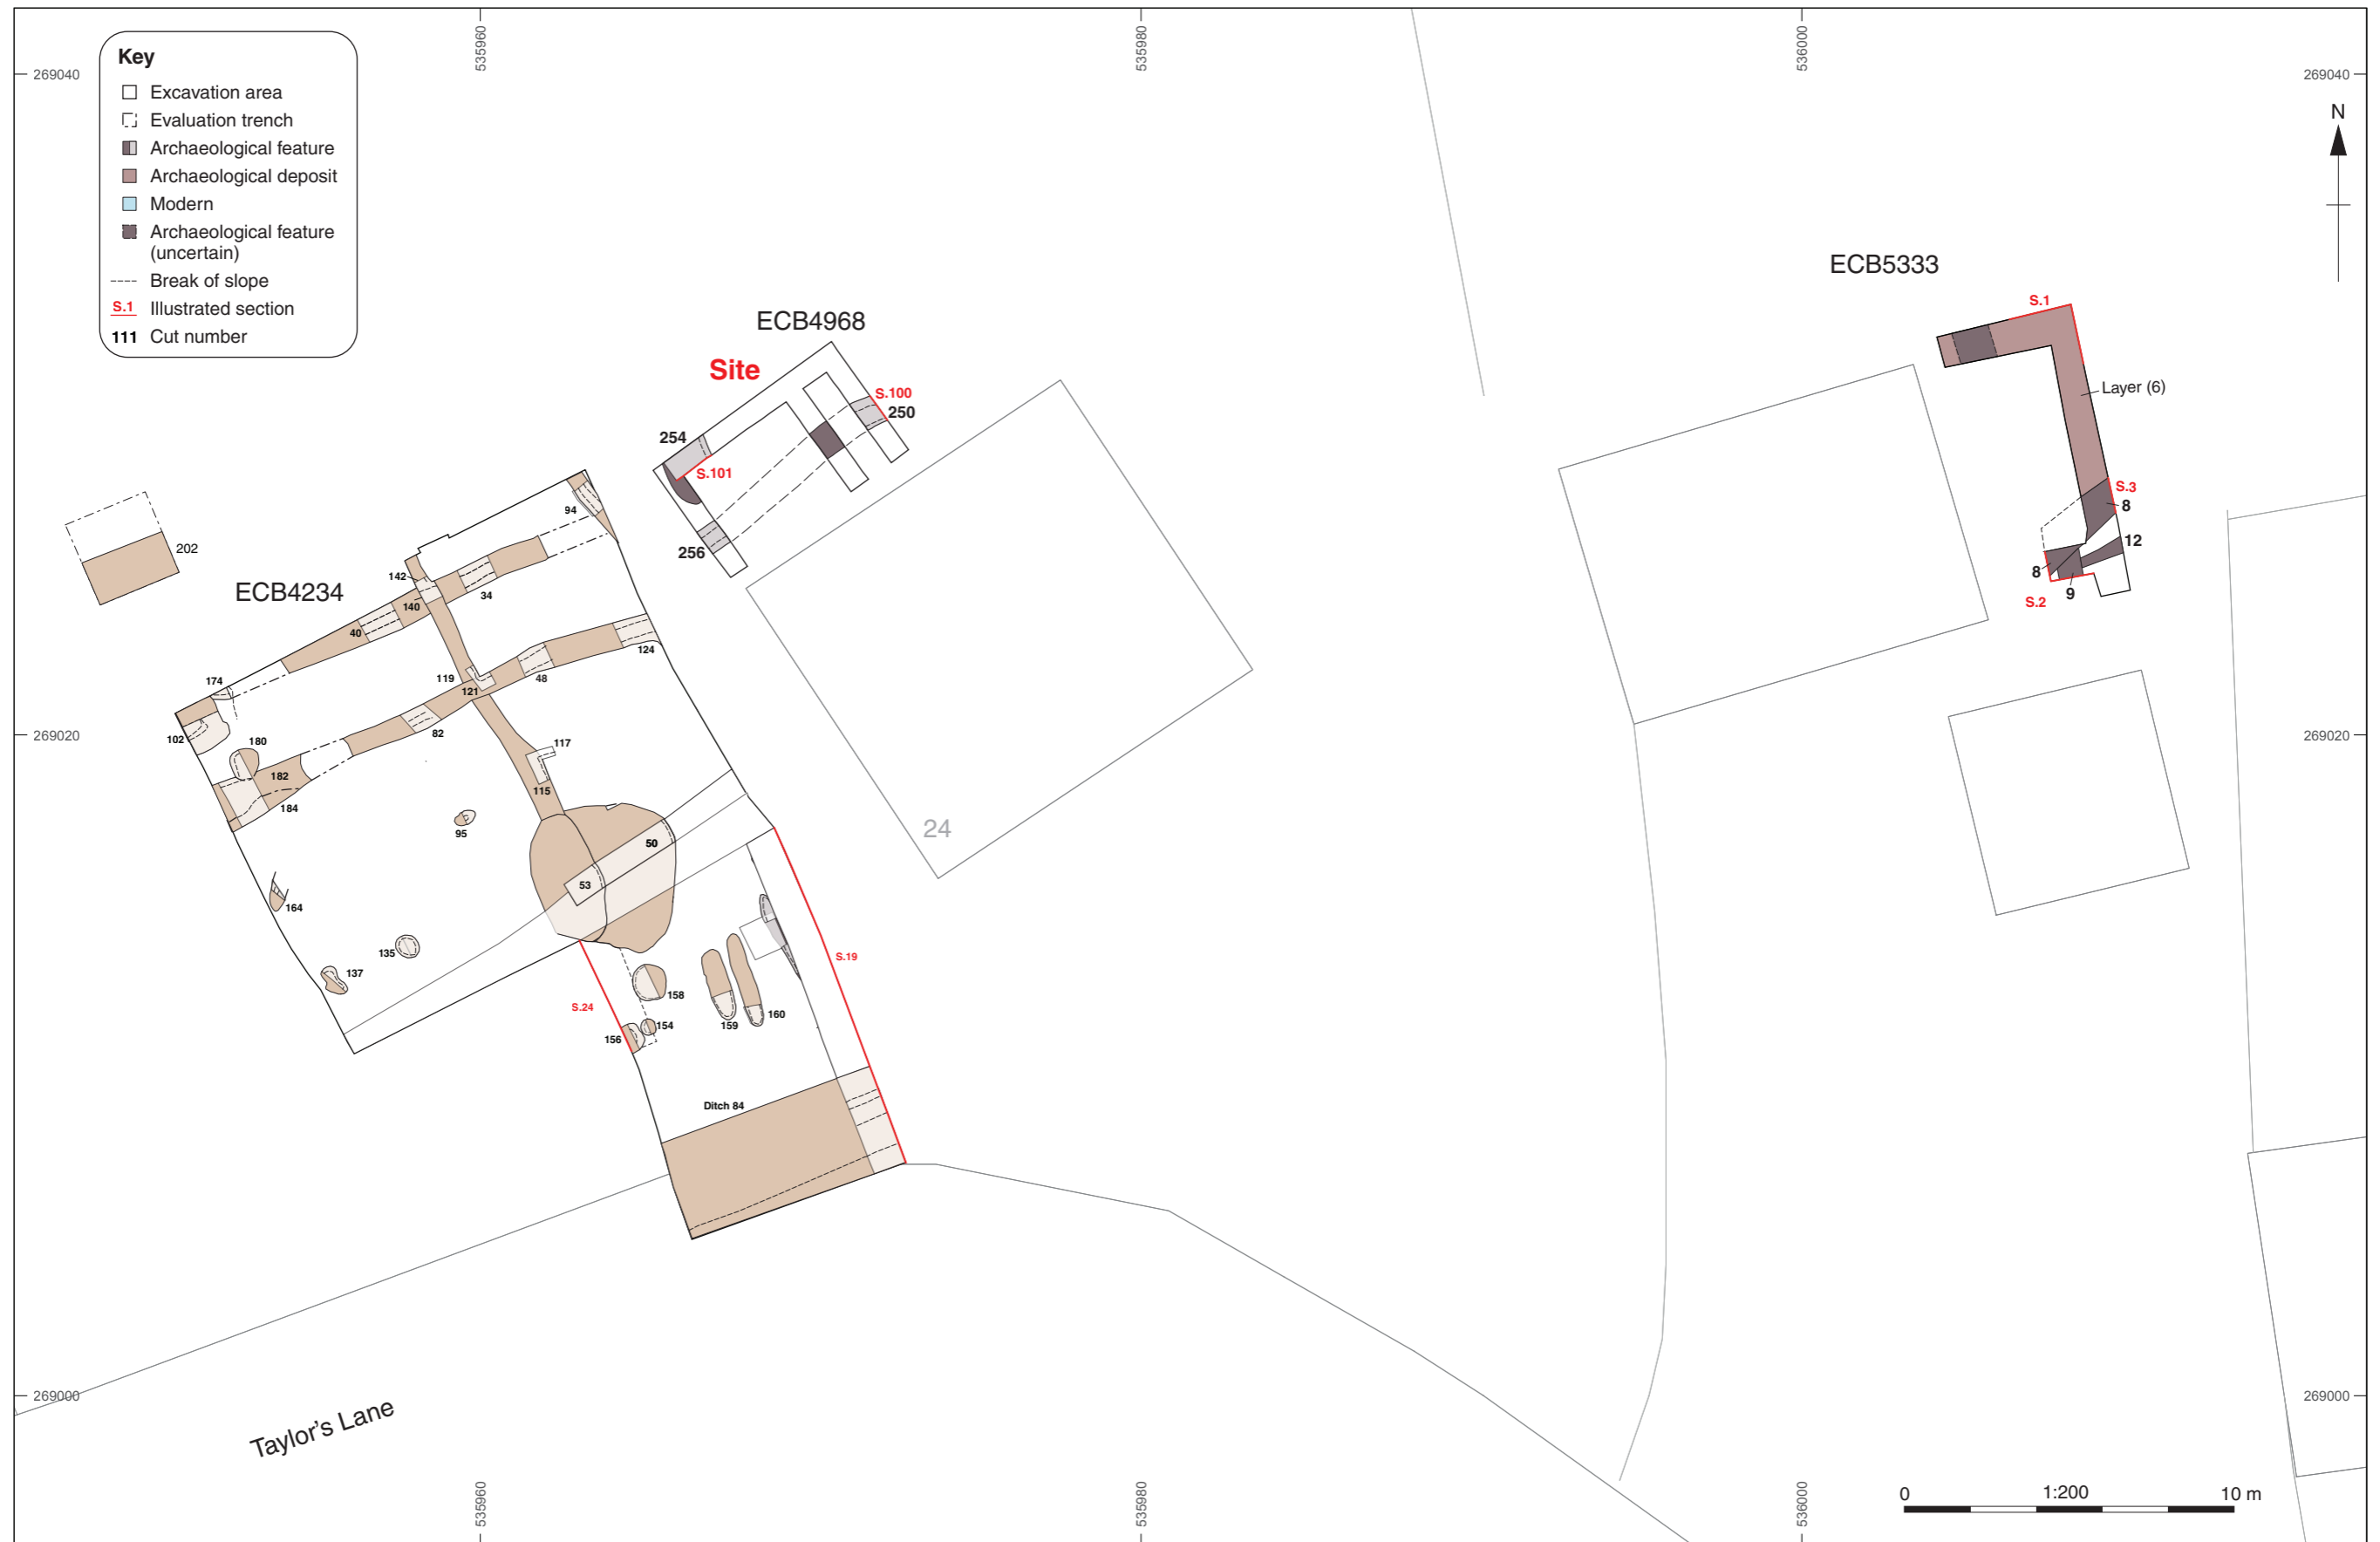 535960
535980
536000
269040
269040
Key
Excavation area
Evaluation trench
Archaeological feature
Archaeological deposit
Modern
Archaeological feature
(uncertain)
Break of slope
S.1 Illustrated section
111 Cut number
N
ECB5333
S.1
Layer (6)
S.3
8
12
8
9
S.2
ECB4968
Site
S.100
250
254
S.101
256
94
202
ECB4234
142
140
34
40
124
174
119
121
48
102
82
180
117
182
115
184
95
50
53
164
135
137
24
S.19
S.24
158
154
156
159
160
Ditch 84
269020
269020
269000
269000
Taylor's Lane
535960
535980
536000
0 1:200 10 m